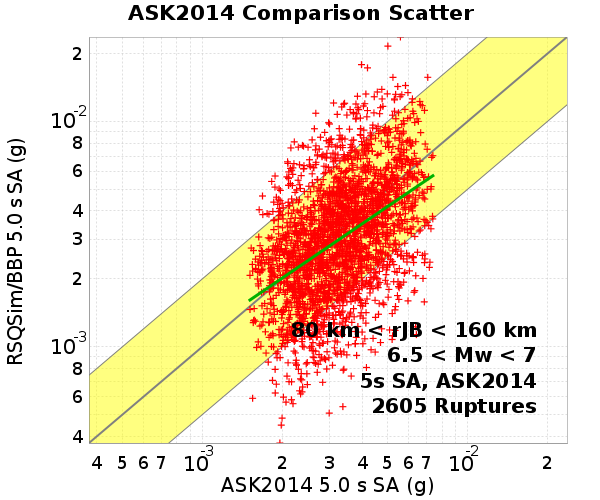 ASK2014 Comparison Scatter
RSQSim/BBP 5.0 s SA (g)
2
10⁻²
8
6
4
3
2
10⁻³
8
6
4
80 km < rJB < 160 km
6.5 < Mw < 7
5s SA, ASK2014
2605 Ruptures
4 5 6 7 10⁻³ 2 3 4 5 6 7 10⁻² 2
ASK2014 5.0 s SA (g)